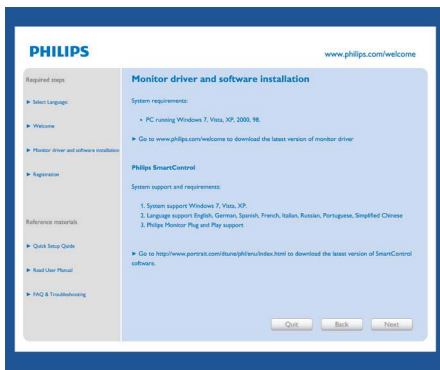 PHILIPS
www.philips.com/welcome
Required steps
Select Language
Welcome
Monitor driver and software installation
Registration
Reference materials
Quick Setup Guide
Read User Manual
FAQ & Troubleshooting
Monitor driver and software installation
System requirements:
• PC running Windows 7, Vista, XP, 2000, 98.
Go to www.philips.com/welcome to download the latest version of monitor driver
Philips SmartControl
System support and requirements:
1. System support Windows 7, Vista, XP.
2. Language support English, German, Spanish, French, Italian, Russian, Portuguese, Simplified Chinese
3. Philips Monitor Plug and Play support
Go to http://www.portrait.com/dtune/phl/enu/index.html to download the latest version of SmartControl
software.
Quit
Back
Next